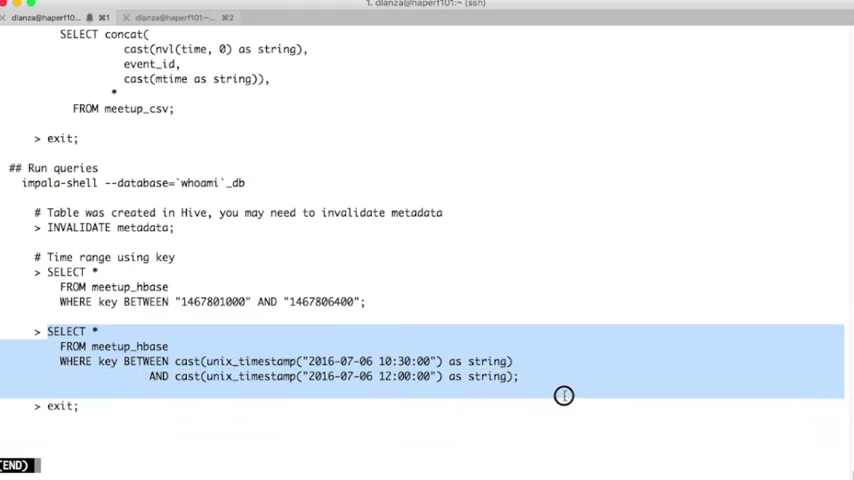 1. dlanza@haperf101:~ (ssh)
dlanza@haperf10... ⌘1
dlanza@haperf101:~... ⌘2
SELECT concat(
cast(nvl(time, 0) as string),
event_id,
cast(mtime as string)),
*
FROM meetup_csv;
> exit;
## Run queries
impala-shell --database=`whoami`_db
# Table was created in Hive, you may need to invalidate metadata
> INVALIDATE metadata;
# Time range using key
> SELECT *
FROM meetup_hbase
WHERE key BETWEEN "1467801000" AND "1467806400";
> SELECT *
FROM meetup_hbase
WHERE key BETWEEN cast(unix_timestamp("2016-07-06 10:30:00") as string)
AND cast(unix_timestamp("2016-07-06 12:00:00") as string);
> exit;
(END)